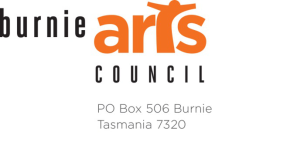 burnie arts
COUNCIL
PO Box 506 Burnie
Tasmania 7320